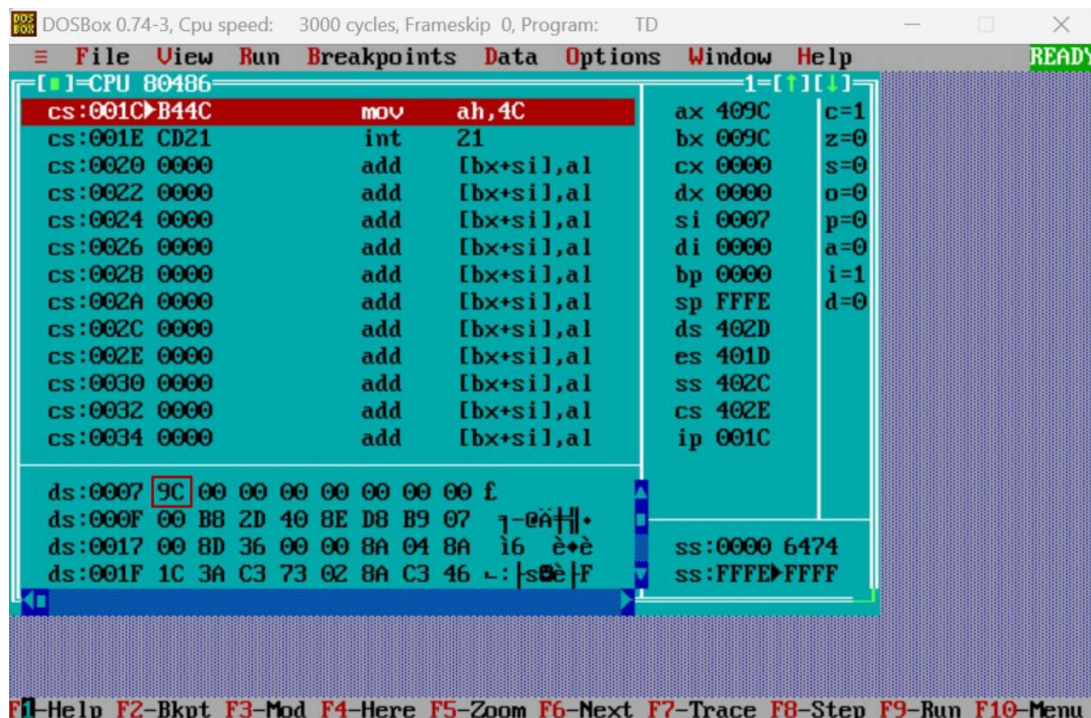 DOSBox 0.74-3, Cpu speed: 3000 cycles, Frameskip 0, Program: TD
≡ File View Run Breakpoints Data Options Window Help READY
[■]=CPU 80486 1=[↑][↓]
cs:001C►B44C mov ah,4C ax 409C c=1
cs:001E CD21 int 21 bx 009C z=0
cs:0020 0000 add [bx+si],al cx 0000 s=0
cs:0022 0000 add [bx+si],al dx 0000 o=0
cs:0024 0000 add [bx+si],al si 0007 p=0
cs:0026 0000 add [bx+si],al di 0000 a=0
cs:0028 0000 add [bx+si],al bp 0000 i=1
cs:002A 0000 add [bx+si],al sp FFFE d=0
cs:002C 0000 add [bx+si],al ds 402D
cs:002E 0000 add [bx+si],al es 401D
cs:0030 0000 add [bx+si],al ss 402C
cs:0032 0000 add [bx+si],al cs 402E
cs:0034 0000 add [bx+si],al ip 001C
ds:0007 9C 00 00 00 00 00 00 00 £
ds:000F 00 B8 2D 40 8E D8 B9 07 ╕-@Ä╪╣•
ds:0017 00 8D 36 00 00 8A 04 8A ì6 è♦è ss:0000 6474
ds:001F 1C 3A C3 73 02 8A C3 46 ∟:├s☻è├F ss:FFFE►FFFF
F1-Help F2-Bkpt F3-Mod F4-Here F5-Zoom F6-Next F7-Trace F8-Step F9-Run F10-Menu